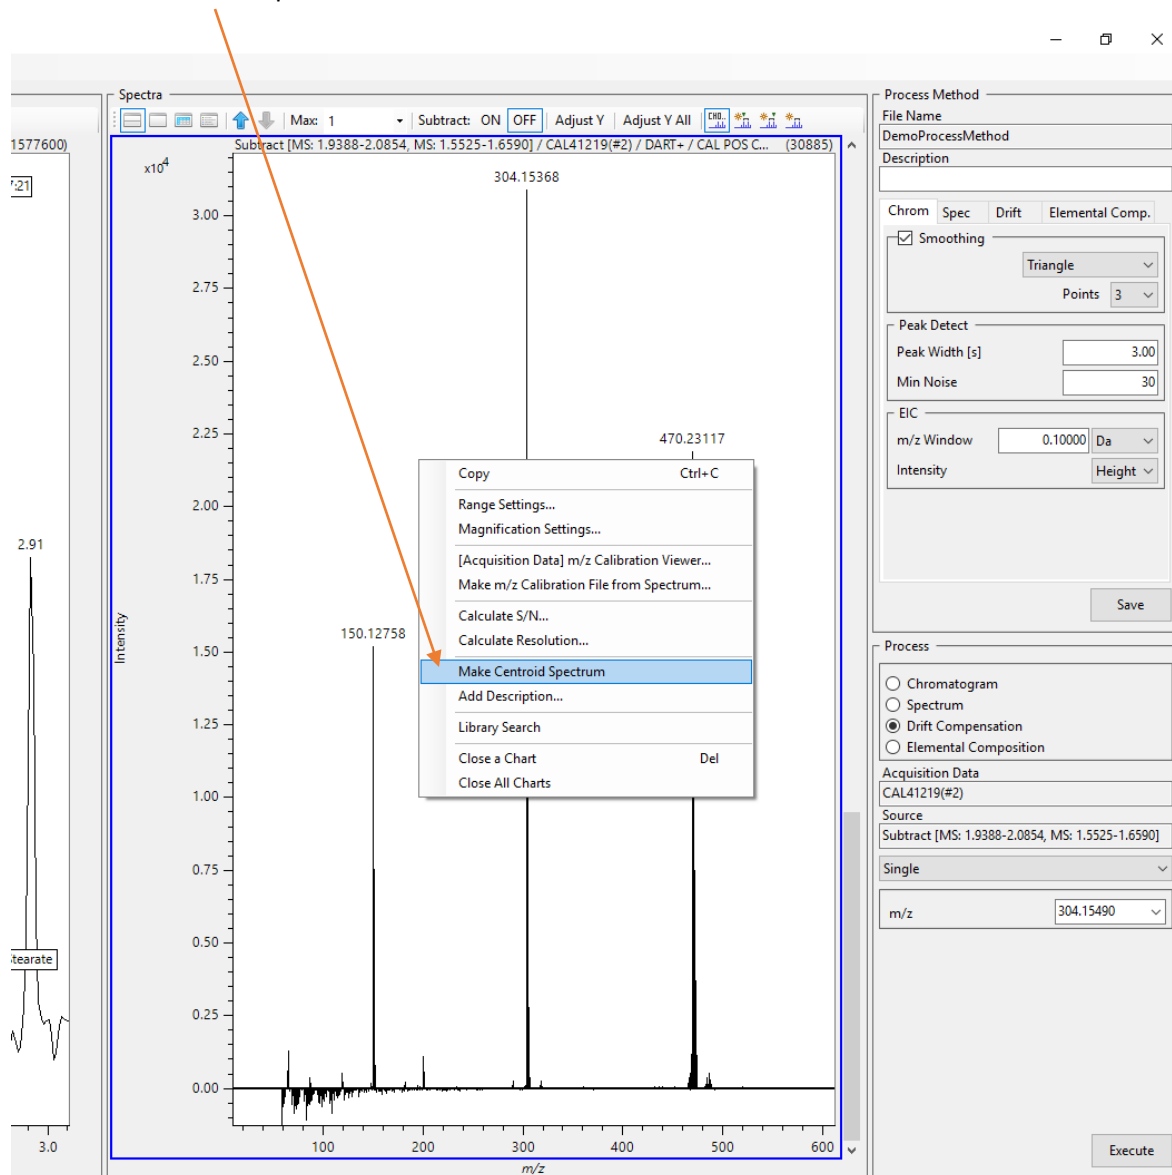 Spectra
Max: 1
Subtract: ON OFF
Adjust Y
Adjust Y All
1577600)
7:21
2.91
tearate
3.0
Subtract [MS: 1.9388-2.0854, MS: 1.5525-1.6590] / CAL41219(#2) / DART+ / CAL POS C... (30885)
x10^4
304.15368
3.00
2.75
2.50
2.25
470.23117
2.00
1.75
Intensity
150.12758
1.50
1.25
1.00
0.75
0.50
0.25
0.00
100 200 300 400 500 600
m/z
Copy Ctrl+C
Range Settings...
Magnification Settings...
[Acquisition Data] m/z Calibration Viewer...
Make m/z Calibration File from Spectrum...
Calculate S/N...
Calculate Resolution...
Make Centroid Spectrum
Add Description...
Library Search
Close a Chart Del
Close All Charts
Process Method
File Name
DemoProcessMethod
Description
Chrom Spec Drift Elemental Comp.
Smoothing
Triangle
Points 3
Peak Detect
Peak Width [s] 3.00
Min Noise 30
EIC
m/z Window 0.10000 Da
Intensity Height
Save
Process
Chromatogram
Spectrum
Drift Compensation
Elemental Composition
Acquisition Data
CAL41219(#2)
Source
Subtract [MS: 1.9388-2.0854, MS: 1.5525-1.6590]
Single
m/z 304.15490
Execute